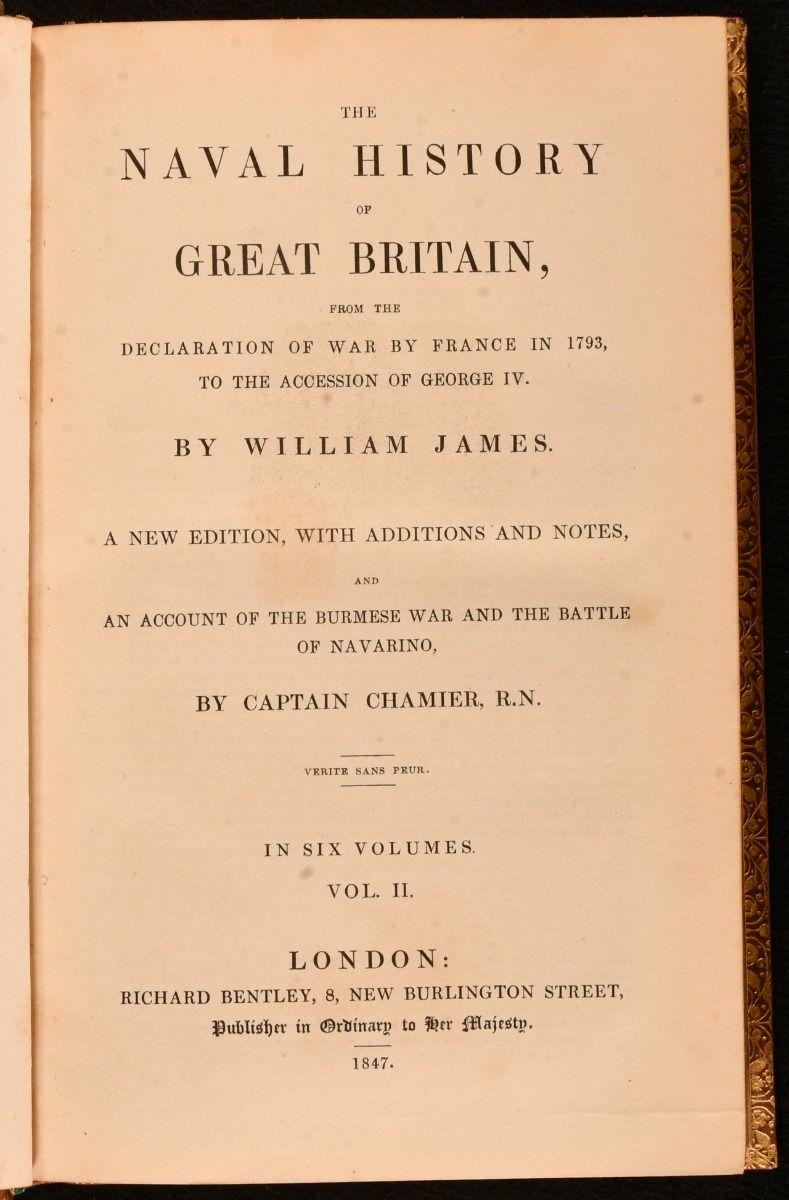 THE
NAVAL HISTORY
OF
GREAT BRITAIN,
FROM THE
DECLARATION OF WAR BY FRANCE IN 1793,
TO THE ACCESSION OF GEORGE IV.
BY WILLIAM JAMES.
A NEW EDITION, WITH ADDITIONS AND NOTES,
AND
AN ACCOUNT OF THE BURMESE WAR AND THE BATTLE
OF NAVARINO,
BY CAPTAIN CHAMIER, R.N.
VERITE SANS PEUR.
IN SIX VOLUMES.
VOL. II.
LONDON:
RICHARD BENTLEY, 8, NEW BURLINGTON STREET,
Publisher in Ordinary to Her Majesty.
1847.